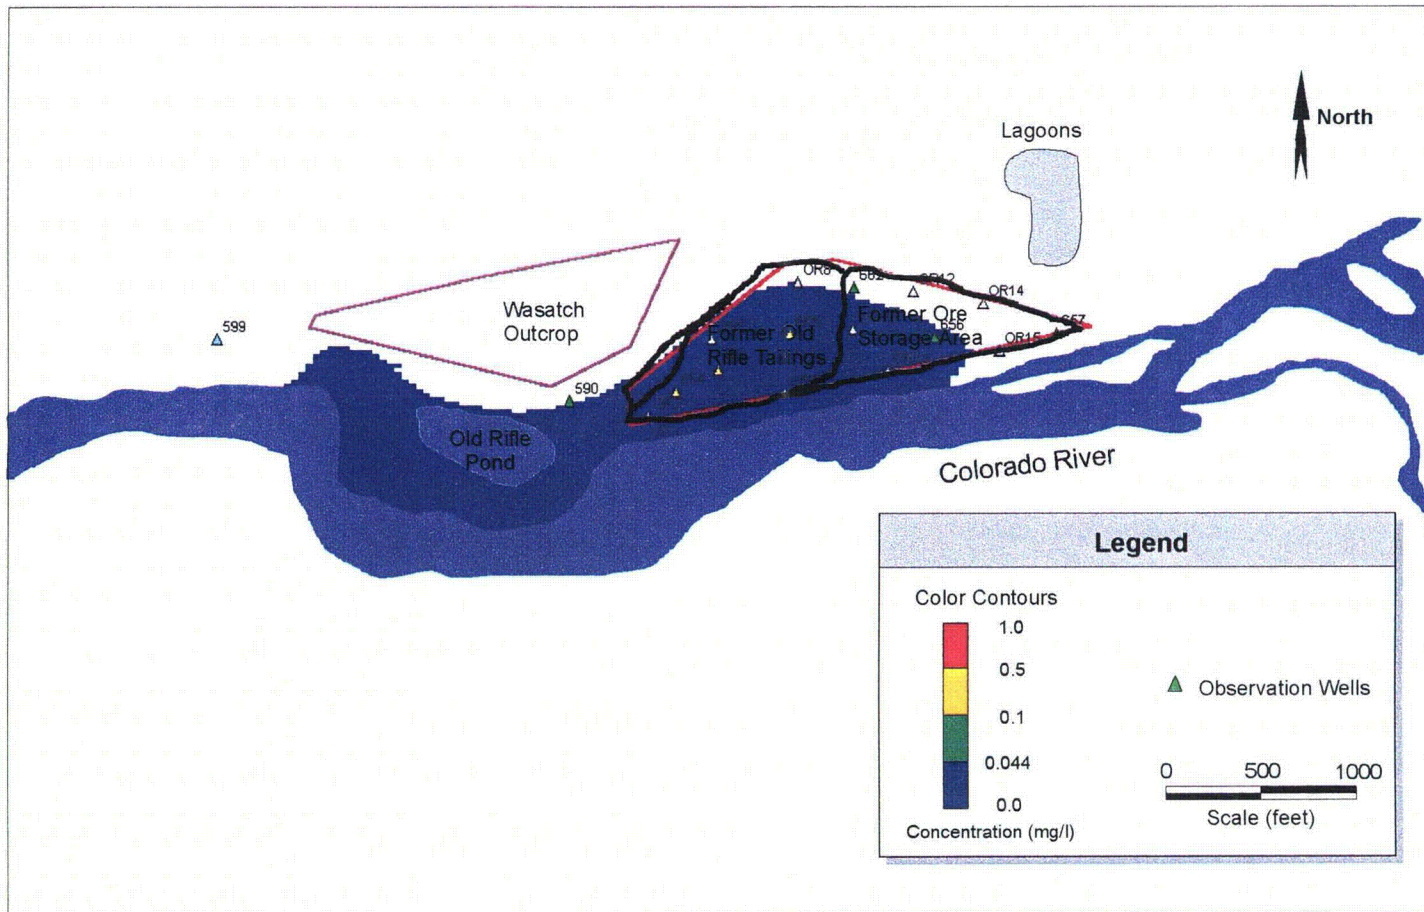 North
Lagoons
OR8
OR12
OR14
599
Wasatch
Outcrop
Former Old
Rifle Tailings
Former Ore
Storage Area
656
657
OR15
590
Old Rifle
Pond
Colorado River
Legend
Color Contours
1.0
0.5
0.1
0.044
0.0
Concentration (mg/l)
Observation Wells
0 500 1000
Scale (feet)